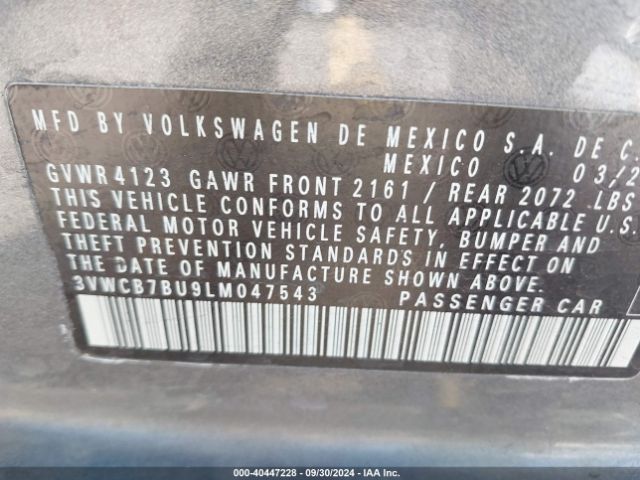 MFD BY VOLKSWAGEN DE MEXICO S.A. DE C.
MEXICO 03/2
GVWR 4123 GAWR FRONT 2161 / REAR 2072 LBS
THIS VEHICLE CONFORMS TO ALL APPLICABLE U.S.
FEDERAL MOTOR VEHICLE SAFETY, BUMPER AND
THEFT PREVENTION STANDARDS IN EFFECT ON
THE DATE OF MANUFACTURE SHOWN ABOVE.
3VWCB7BU9LM047543 PASSENGER CAR
000-40447228 - 09/30/2024 - IAAI.COM